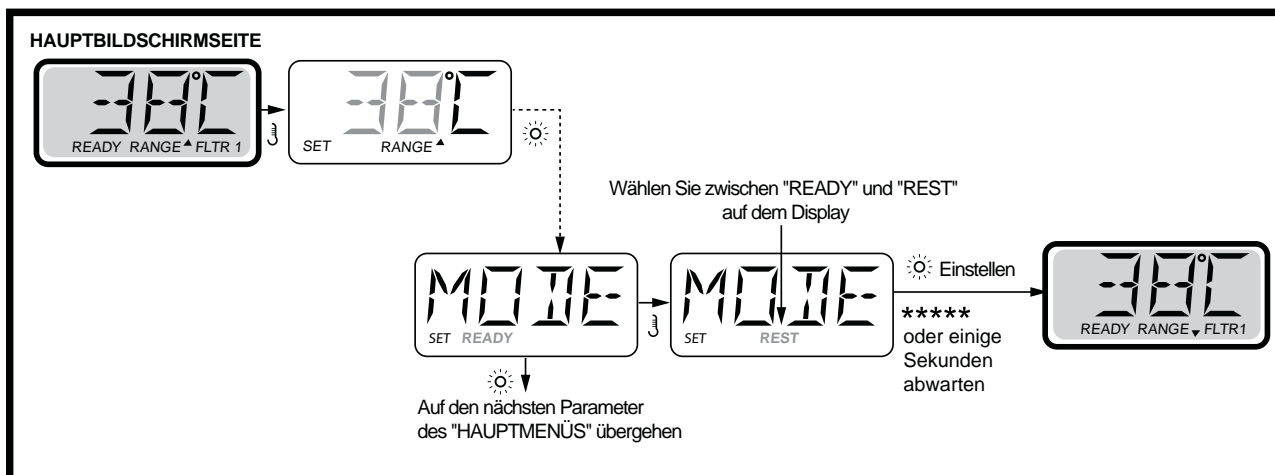 HAUPTBILDSCHIRMSEITE
38°C
READY RANGE▲ FLTR 1
38°C
SET RANGE▲
Wählen Sie zwischen "READY" und "REST"
auf dem Display
MODE
SET READY
MODE
SET REST
Einstellen
*****
oder einige
Sekunden
abwarten
38°C
READY RANGE▼ FLTR1
Auf den nächsten Parameter
des "HAUPTMENÜS" übergehen